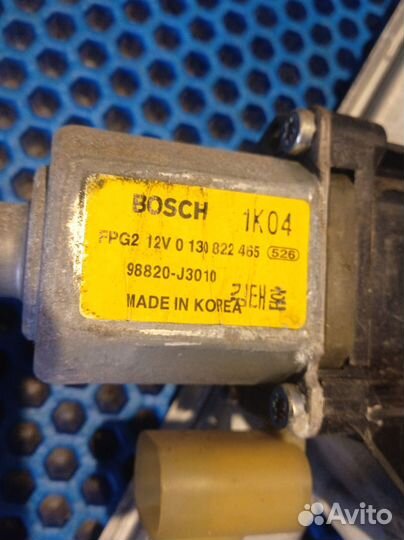 BOSCH 1K04
FPG2 12V 0 130 822 465 526
98820-J3010
MADE IN KOREA
Avito